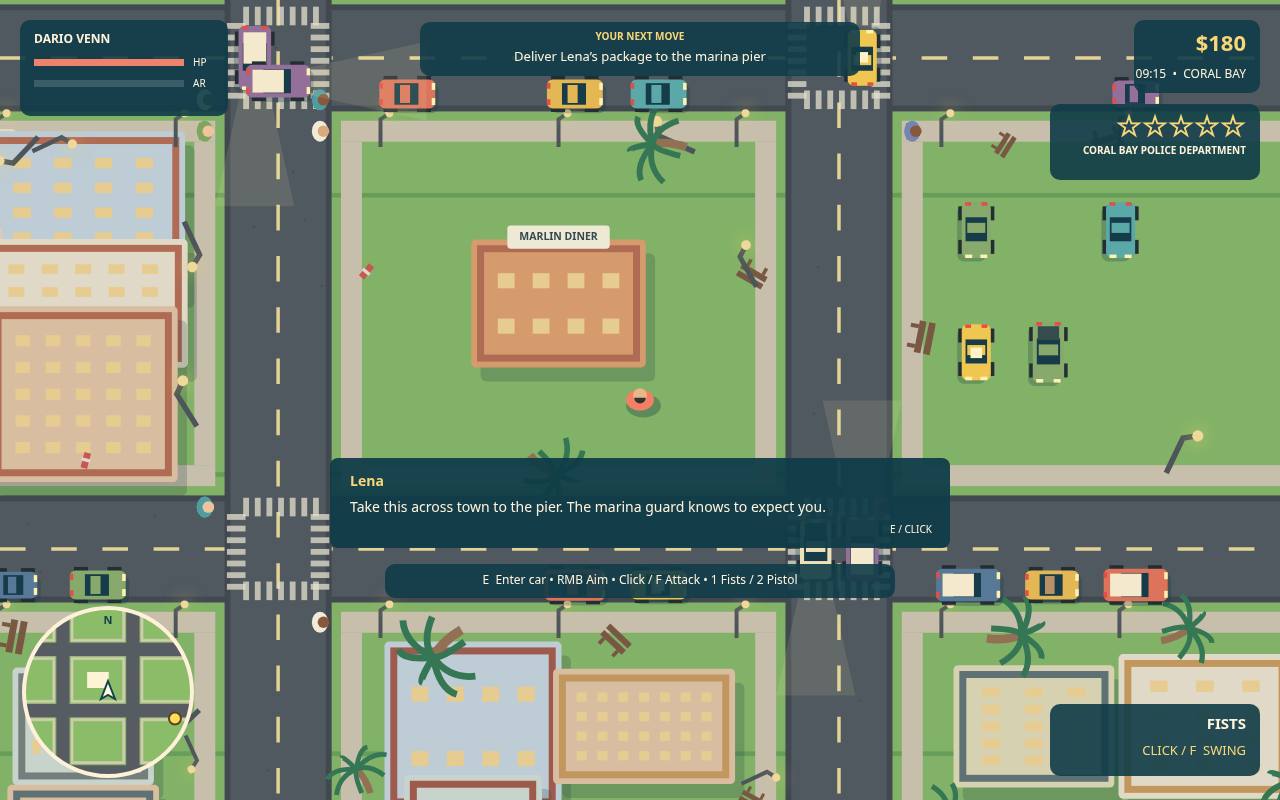 DARIO VENN
HP
AR
YOUR NEXT MOVE
Deliver Lena's package to the marina pier
$180
09:15 • CORAL BAY
☆☆☆☆☆
CORAL BAY POLICE DEPARTMENT
MARLIN DINER
Lena
Take this across town to the pier. The marina guard knows to expect you.
E / CLICK
E Enter car • RMB Aim • Click / F Attack • 1 Fists / 2 Pistol
N
FISTS
CLICK / F SWING